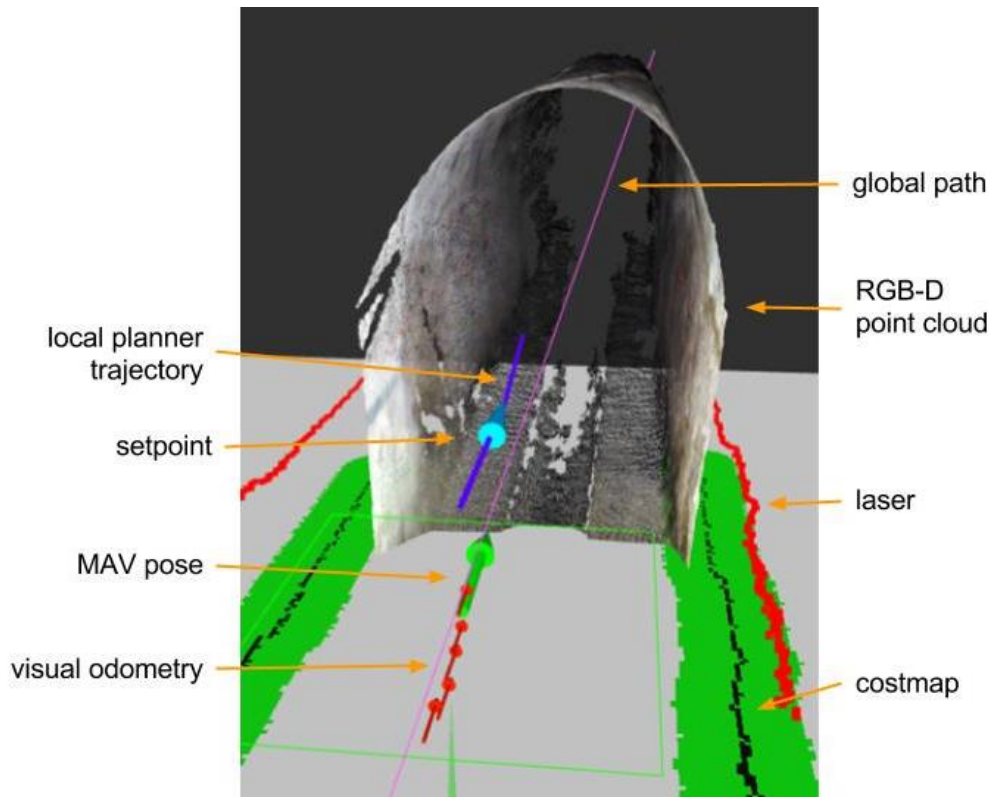 global path
RGB-D
point cloud
local planner
trajectory
setpoint
laser
MAV pose
visual odometry
costmap